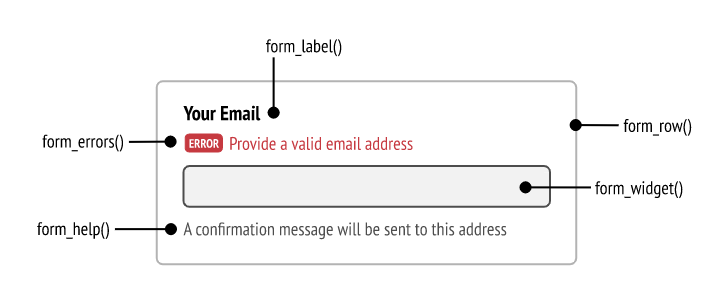 form_label()
Your Email
form_errors()
ERROR Provide a valid email address
form_row()
form_widget()
form_help()
A confirmation message will be sent to this address